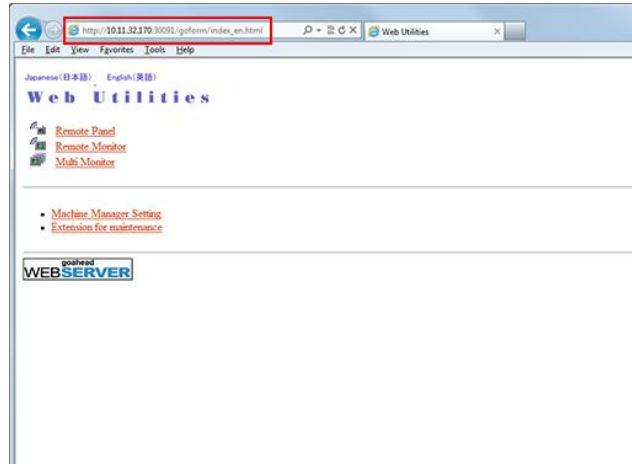 http://10.11.32.170:30091/goform/index_en.html
Web Utilities
File Edit View Favorites Tools Help
Japanese(日本語) English(英語)
Web Utilities
Remote Panel
Remote Monitor
Multi Monitor
Machine Manager Setting
Extension for maintenance
goahead
WEBSERVER